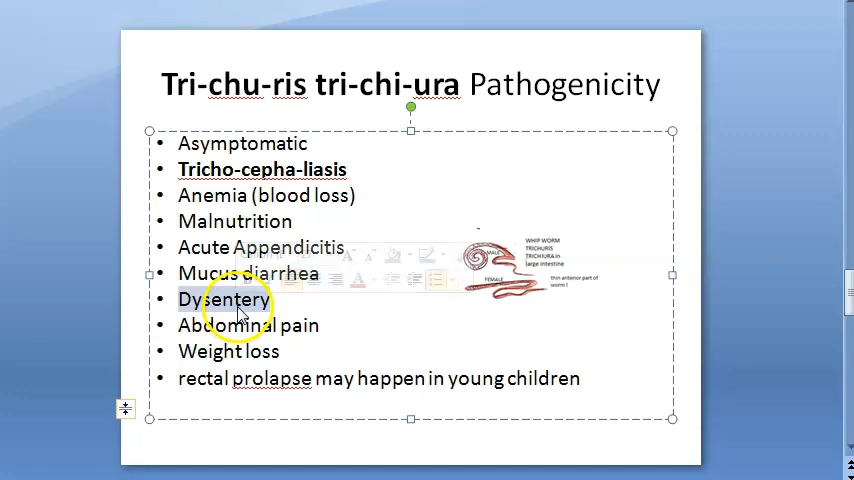 Tri-chu-ris tri-chi-ura Pathogenicity
• Asymptomatic
• Tricho-cepha-liasis
• Anemia (blood loss)
• Malnutrition
• Acute Appendicitis
• Mucus diarrhea
• Dysentery
• Abdominal pain
• Weight loss
• rectal prolapse may happen in young children
MALE
WHIP WORM
TRICHURIS
TRICHIURA in
large intestine
FEMALE
thin anterior part of
worm l